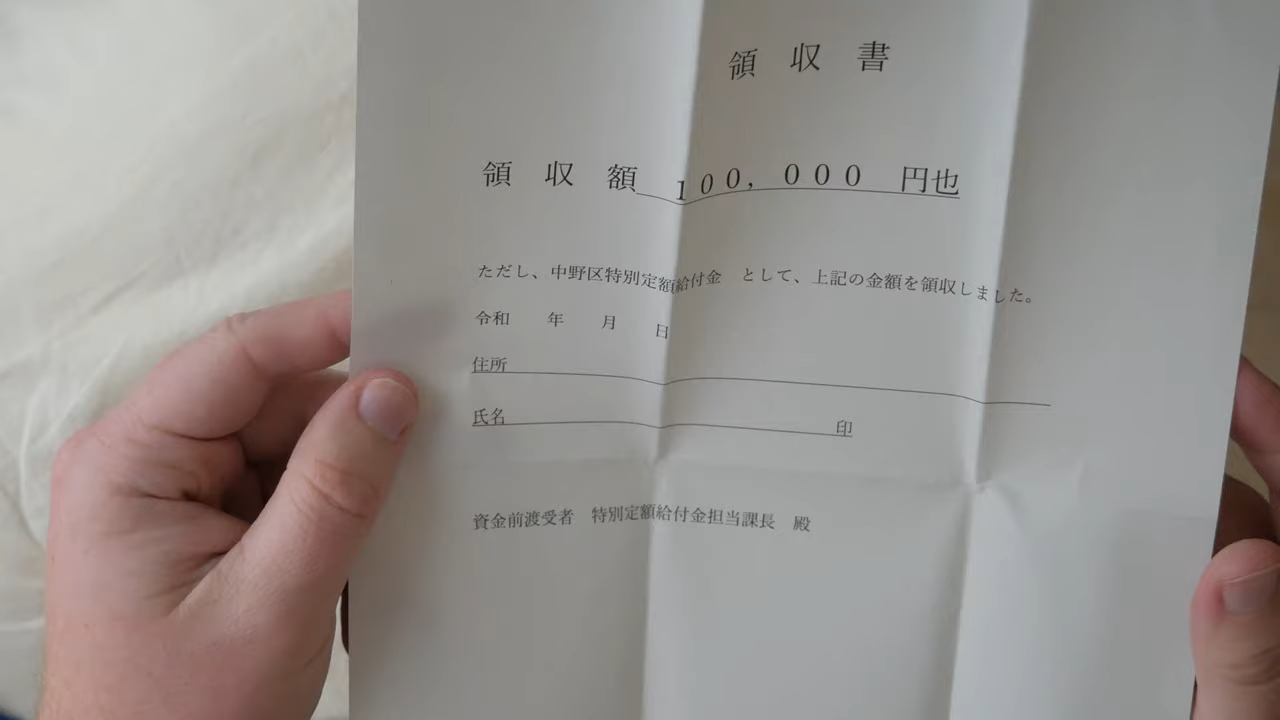 領 収 書
領 収 額 100,000 円也
ただし、中野区特別定額給付金 として、上記の金額を領収しました。
令和 年 月 日
住所
氏名 印
資金前渡受者 特別定額給付金担当課長 殿